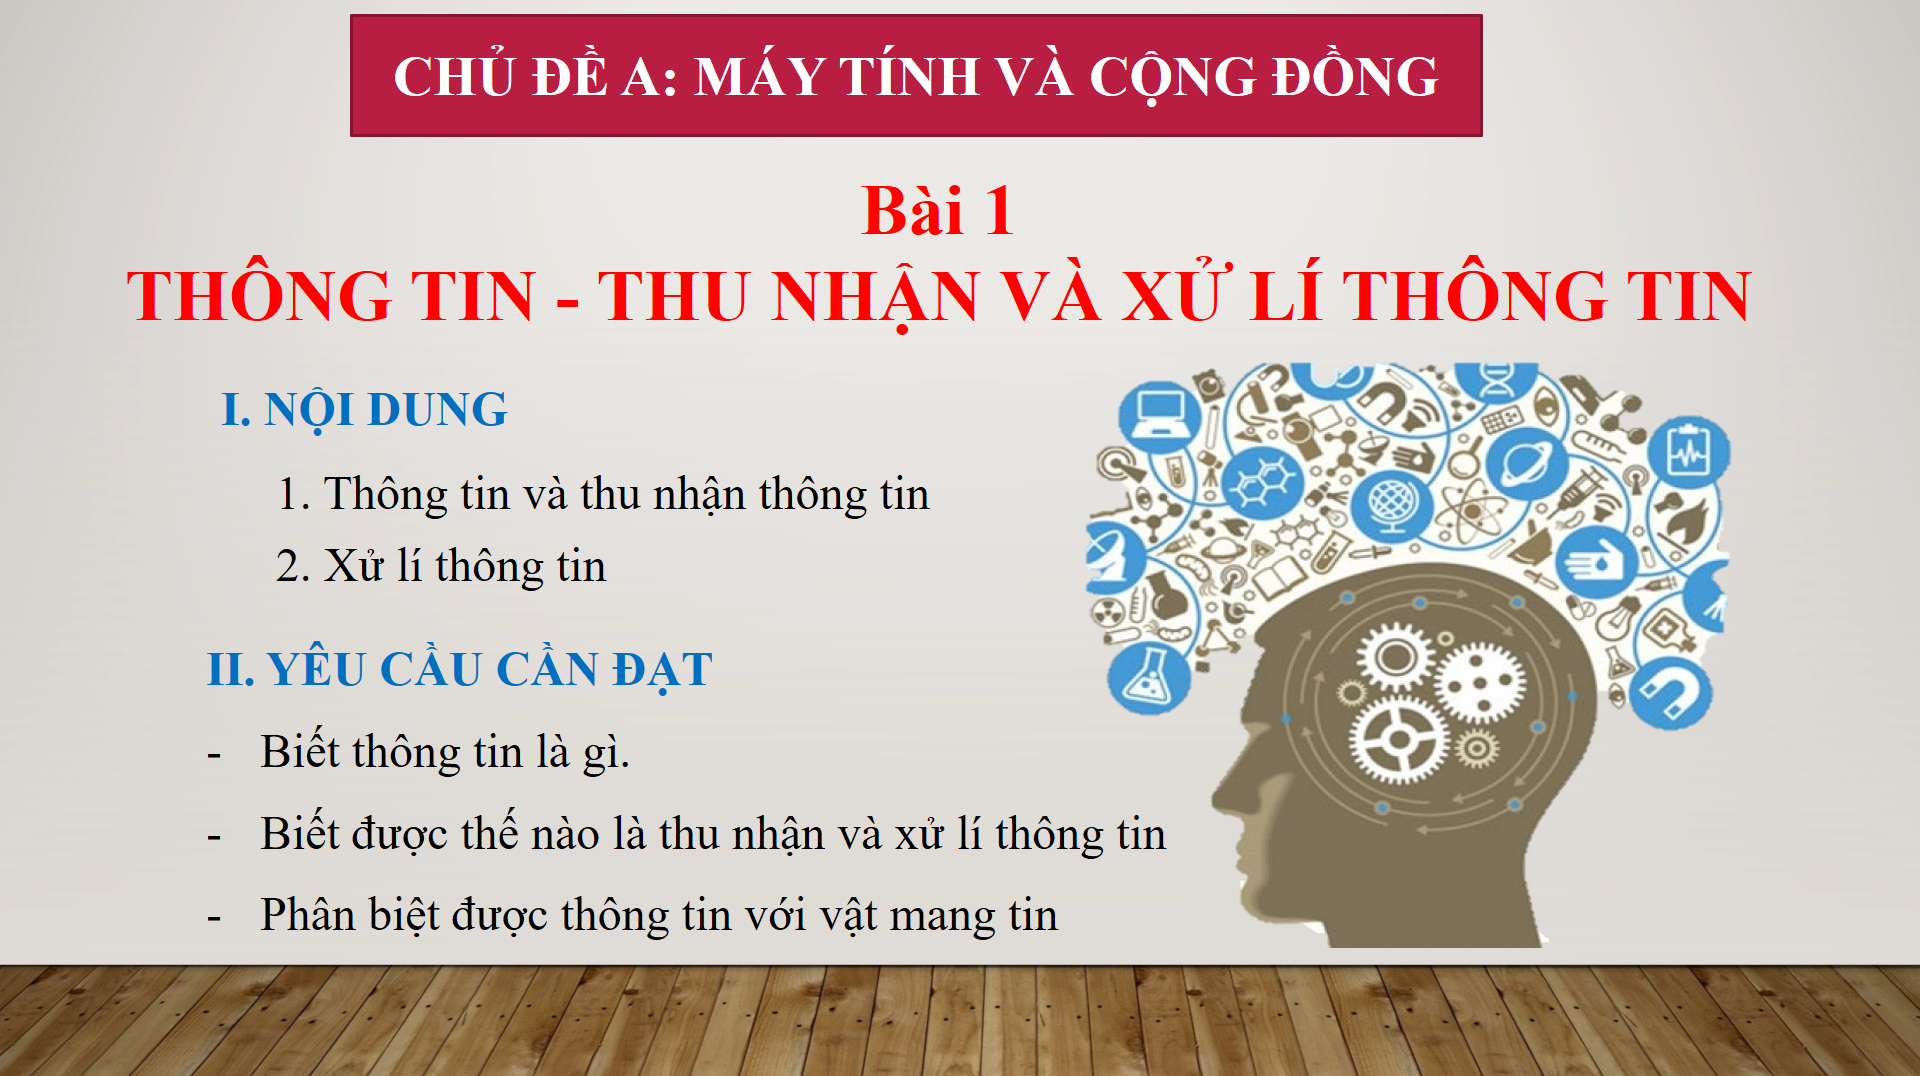 CHỦ ĐỀ A: MÁY TÍNH VÀ CỘNG ĐỒNG
Bài 1
THÔNG TIN - THU NHẬN VÀ XỬ LÍ THÔNG TIN
I. NỘI DUNG
1. Thông tin và thu nhận thông tin
2. Xử lí thông tin
II. YÊU CẦU CẦN ĐẠT
- Biết thông tin là gì.
- Biết được thế nào là thu nhận và xử lí thông tin
- Phân biệt được thông tin với vật mang tin